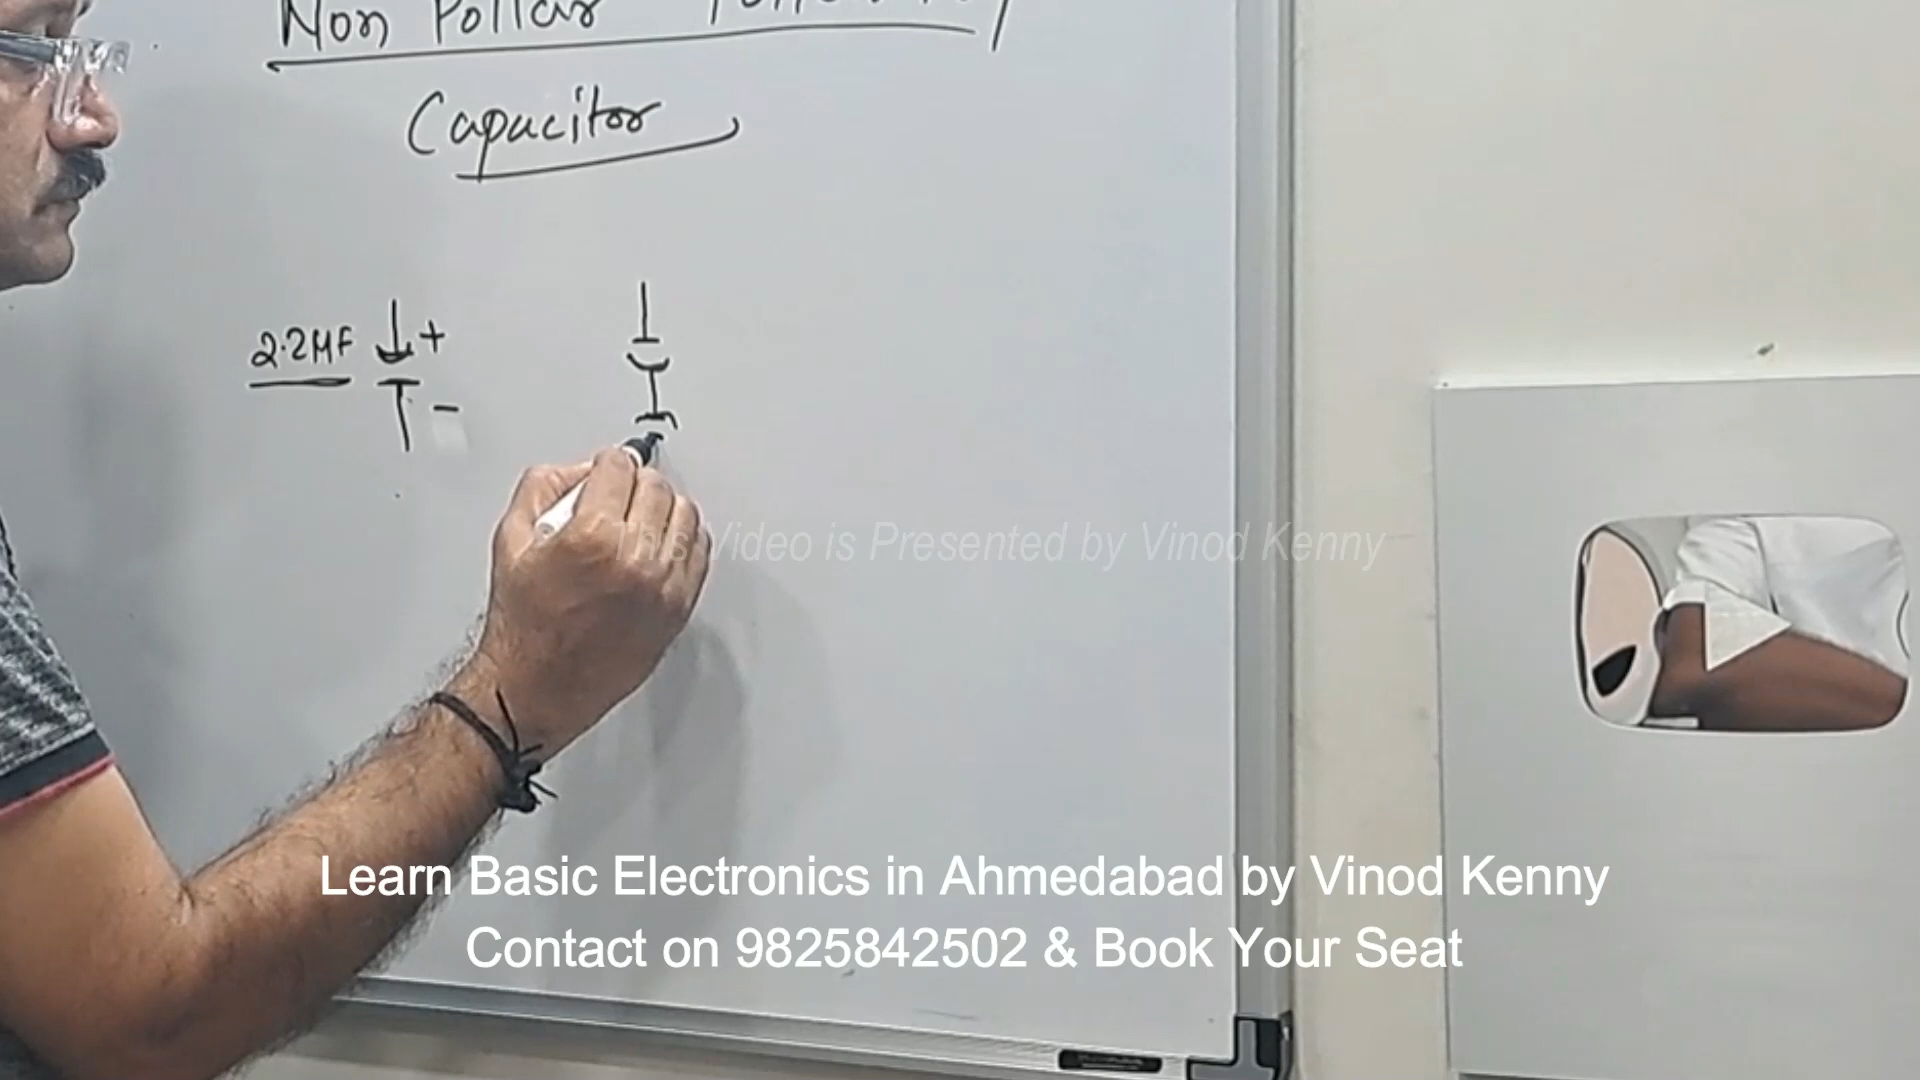 Non Pollar
Capacitor
2.2MF + -
This Video is Presented by Vinod Kenny
Learn Basic Electronics in Ahmedabad by Vinod Kenny
Contact on 9825842502 & Book Your Seat